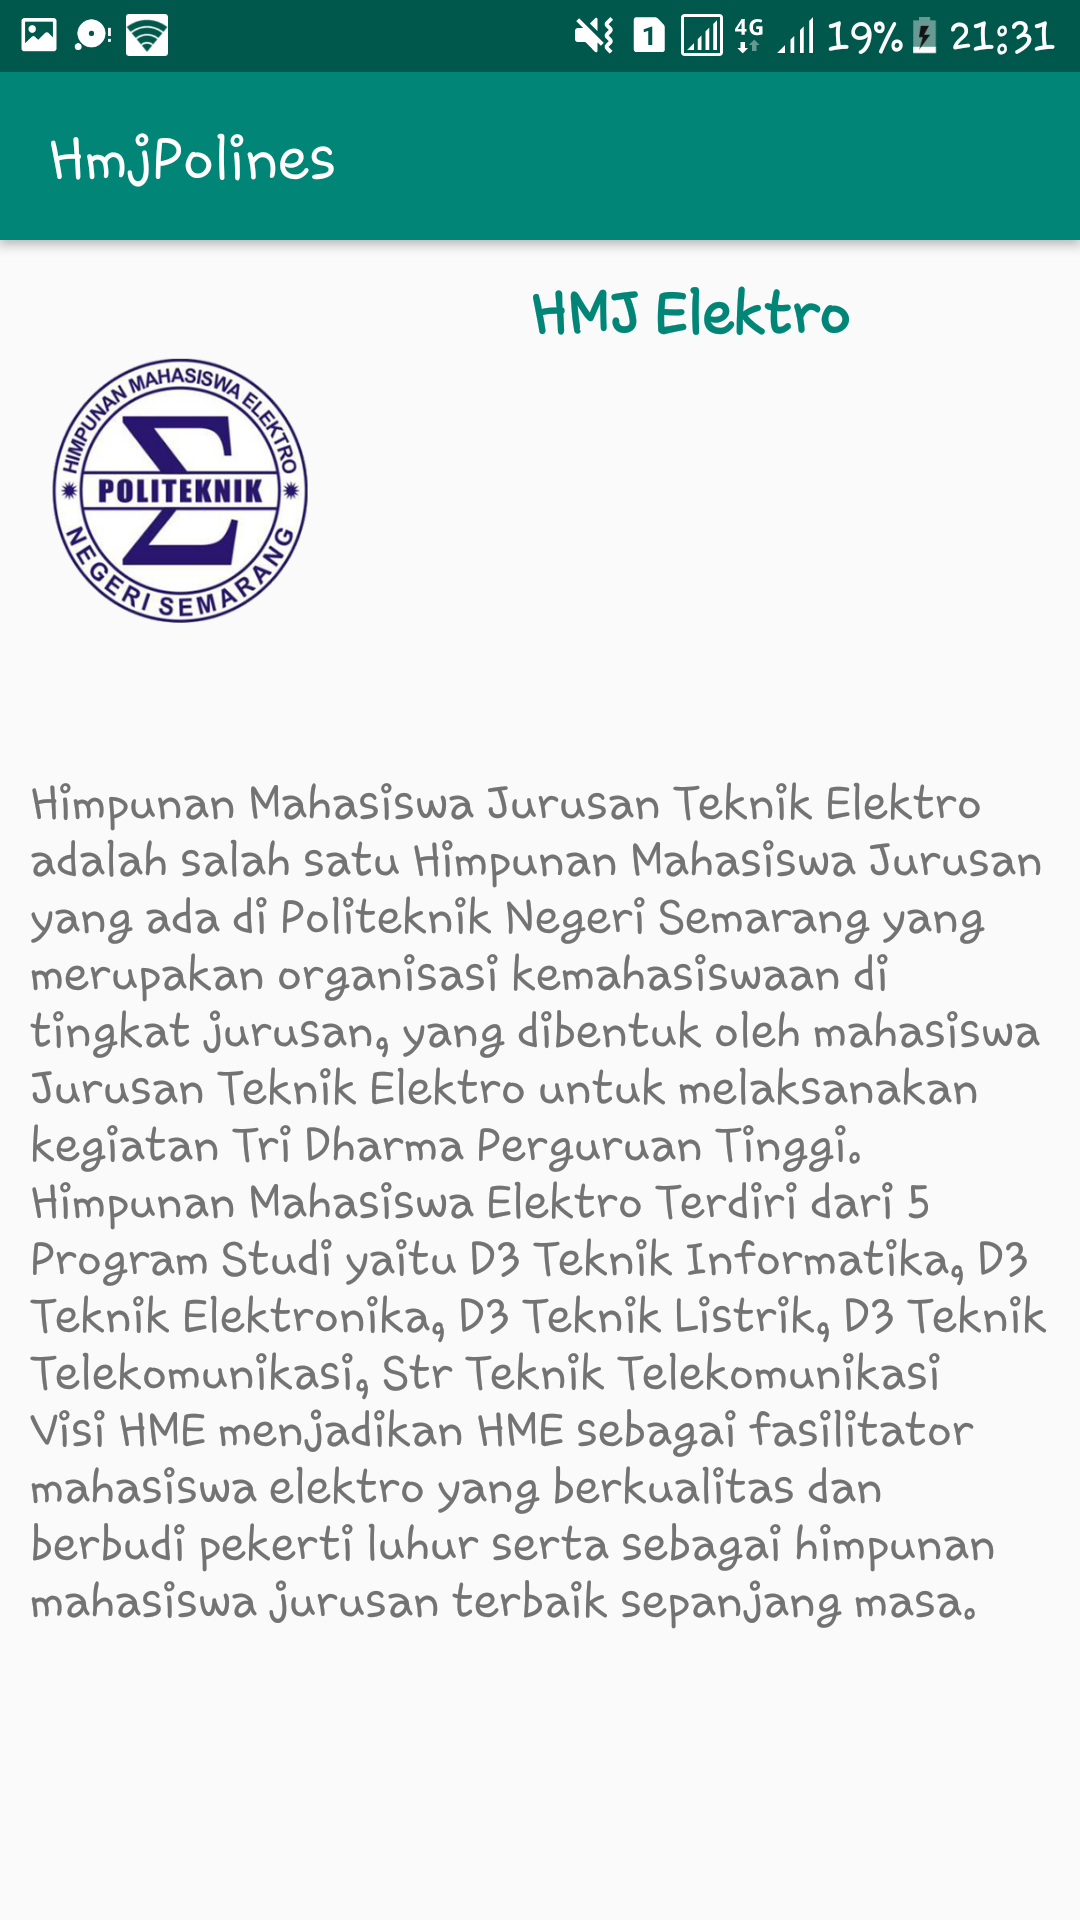 1 4G 19% 21:31
HmjPolines
HMJ Elektro
HIMPUNAN MAHASISWA ELEKTRO
POLITEKNIK
NEGERI SEMARANG
Himpunan Mahasiswa Jurusan Teknik Elektro
adalah salah satu Himpunan Mahasiswa Jurusan
yang ada di Politeknik Negeri Semarang yang
merupakan organisasi kemahasiswaan di
tingkat jurusan, yang dibentuk oleh mahasiswa
Jurusan Teknik Elektro untuk melaksanakan
kegiatan Tri Dharma Perguruan Tinggi.
Himpunan Mahasiswa Elektro Terdiri dari 5
Program Studi yaitu D3 Teknik Informatika, D3
Teknik Elektronika, D3 Teknik Listrik, D3 Teknik
Telekomunikasi, Str Teknik Telekomunikasi
Visi HME menjadikan HME sebagai fasilitator
mahasiswa elektro yang berkualitas dan
berbudi pekerti luhur serta sebagai himpunan
mahasiswa jurusan terbaik sepanjang masa.